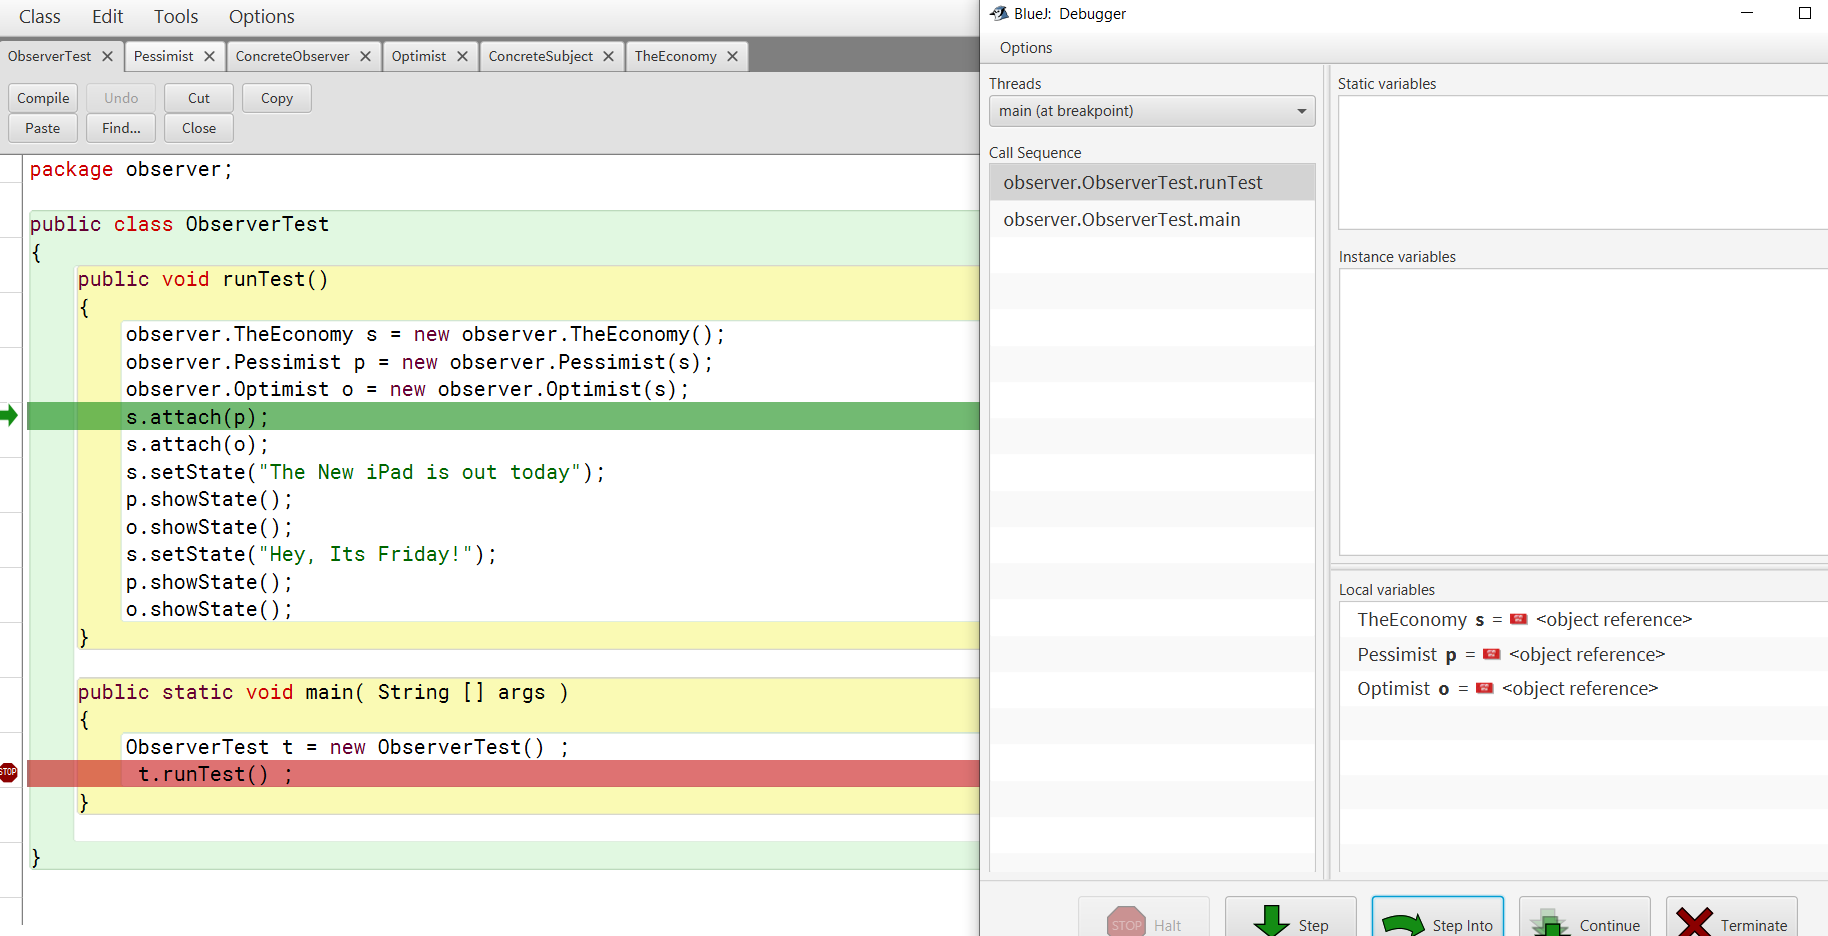 Class Edit Tools Options
ObserverTest Pessimist ConcreteObserver Optimist ConcreteSubject TheEconomy
Compile Undo Cut Copy
Paste Find... Close
package observer;
public class ObserverTest
{
public void runTest()
{
observer.TheEconomy s = new observer.TheEconomy();
observer.Pessimist p = new observer.Pessimist(s);
observer.Optimist o = new observer.Optimist(s);
s.attach(p);
s.attach(o);
s.setState("The New iPad is out today");
p.showState();
o.showState();
s.setState("Hey, Its Friday!");
p.showState();
o.showState();
}
public static void main( String [] args )
{
ObserverTest t = new ObserverTest() ;
STOP t.runTest() ;
}
}
BlueJ: Debugger
Options
Threads
main (at breakpoint)
Call Sequence
observer.ObserverTest.runTest
observer.ObserverTest.main
Static variables
Instance variables
Local variables
TheEconomy s = <object reference>
Pessimist p = <object reference>
Optimist o = <object reference>
STOP Halt Step Step Into Continue Terminate